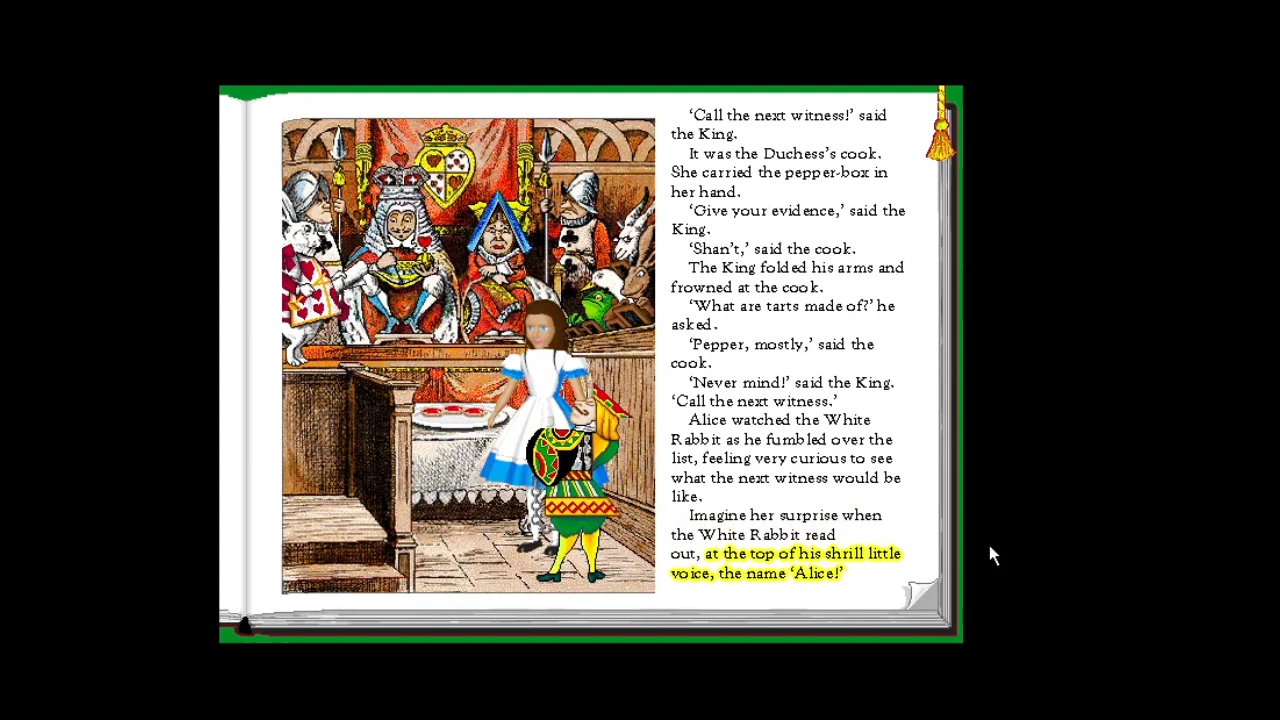 ‘Call the next witness!’ said
the King.
It was the Duchess’s cook.
She carried the pepper-box in
her hand.
‘Give your evidence,’ said the
King.
‘Shan’t,’ said the cook.
The King folded his arms and
frowned at the cook.
‘What are tarts made of?’ he
asked.
‘Pepper, mostly,’ said the
cook.
‘Never mind!’ said the King.
‘Call the next witness.’
Alice watched the White
Rabbit as he fumbled over the
list, feeling very curious to see
what the next witness would be
like.
Imagine her surprise when
the White Rabbit read
out, at the top of his shrill little
voice, the name ‘Alice!’